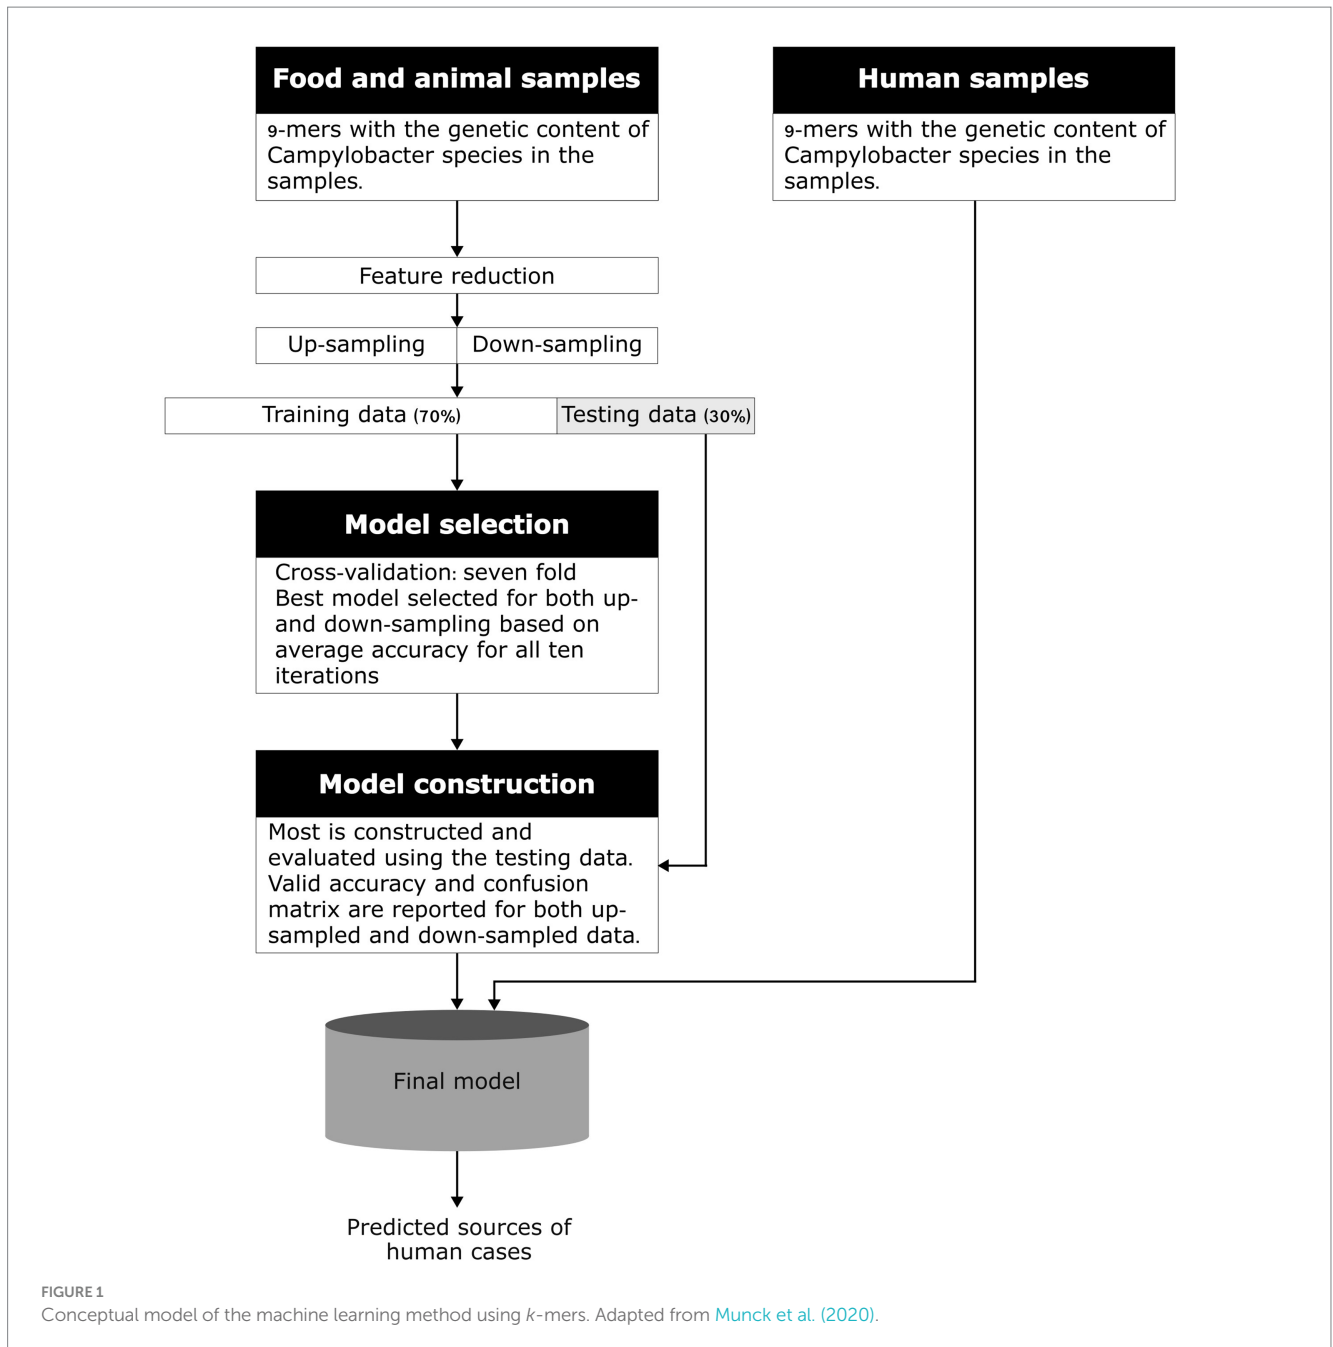 Food and animal samples
9-mers with the genetic content of
Campylobacter species in the
samples.
Human samples
9-mers with the genetic content of
Campylobacter species in the
samples.
Feature reduction
Up-sampling
Down-sampling
Training data (70%)
Testing data (30%)
Model selection
Cross-validation: seven fold
Best model selected for both up-
and down-sampling based on
average accuracy for all ten
iterations
Model construction
Most is constructed and
evaluated using the testing data.
Valid accuracy and confusion
matrix are reported for both up-
sampled and down-sampled data.
Final model
Predicted sources of
human cases
FIGURE 1
Conceptual model of the machine learning method using k-mers. Adapted from Munck et al. (2020).